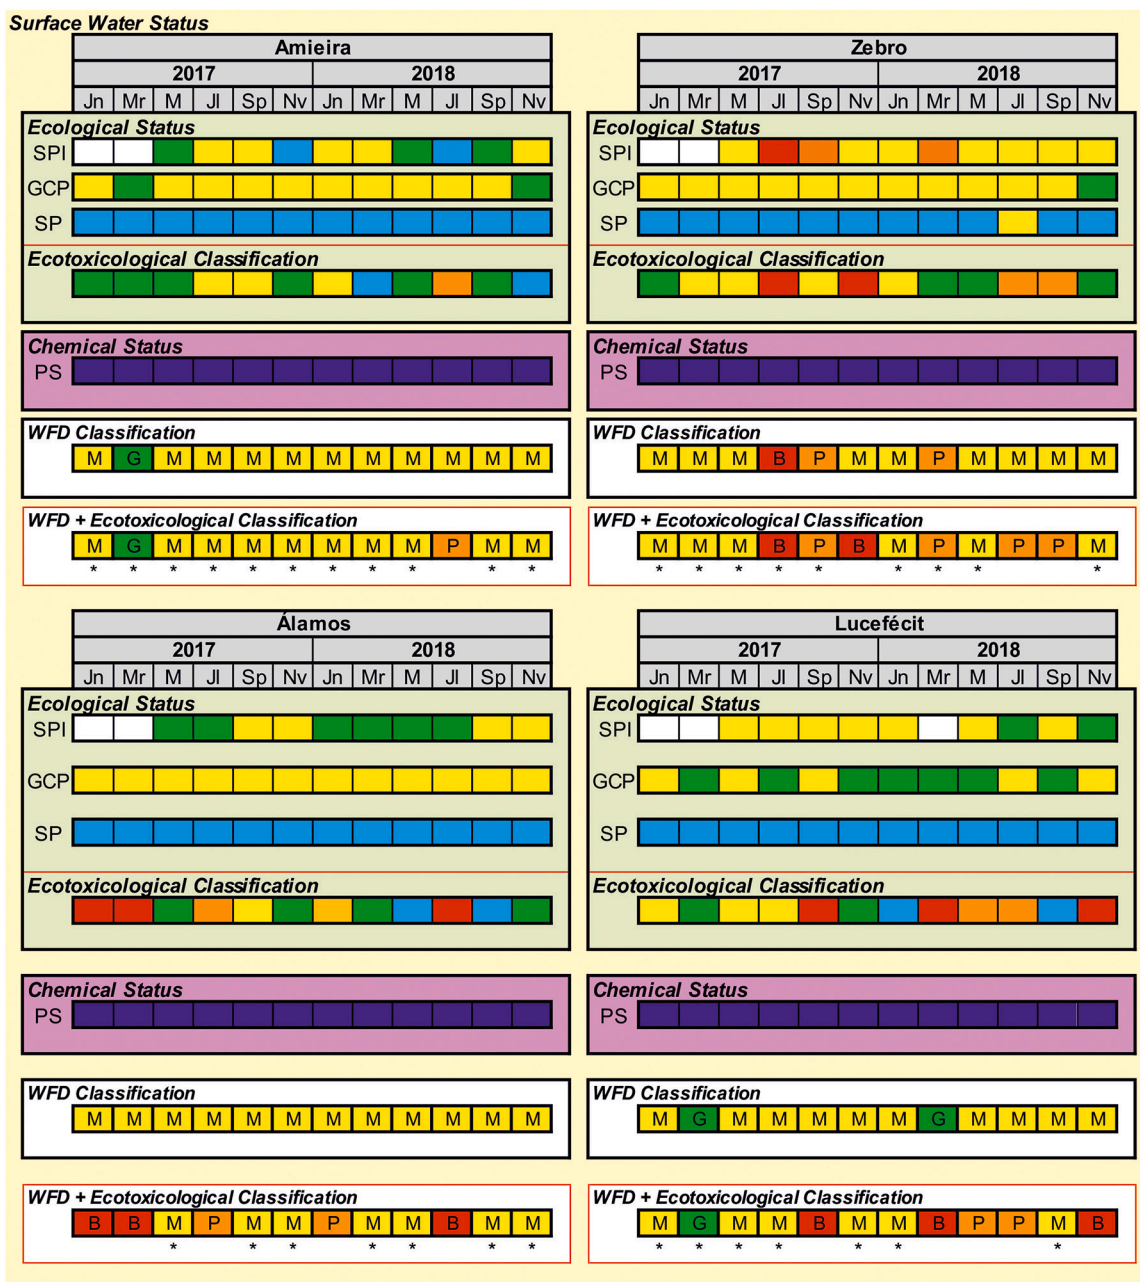 Surface Water Status
Amieira
2017 2018
Jn Mr M Jl Sp Nv Jn Mr M Jl Sp Nv
Ecological Status
SPI
GCP
SP
Ecotoxicological Classification
Chemical Status
PS
WFD Classification
M G M M M M M M M M M M
WFD + Ecotoxicological Classification
M G M M M M M M M P M M
* * * * * * * * * * *
Zebro
2017 2018
Jn Mr M Jl Sp Nv Jn Mr M Jl Sp Nv
Ecological Status
SPI
GCP
SP
Ecotoxicological Classification
Chemical Status
PS
WFD Classification
M M M B P M M P M M M M
WFD + Ecotoxicological Classification
M M M B P B M P M P P M
* * * * * * * * *
Álamos
2017 2018
Jn Mr M Jl Sp Nv Jn Mr M Jl Sp Nv
Ecological Status
SPI
GCP
SP
Ecotoxicological Classification
Chemical Status
PS
WFD Classification
M M M M M M M M M M M M
WFD + Ecotoxicological Classification
B B M P M M P M M B M M
* * * * * * *
Lucefécit
2017 2018
Jn Mr M Jl Sp Nv Jn Mr M Jl Sp Nv
Ecological Status
SPI
GCP
SP
Ecotoxicological Classification
Chemical Status
PS
WFD Classification
M G M M M M M G M M M M
WFD + Ecotoxicological Classification
M G M M B M M B P P M B
* * * * * * *